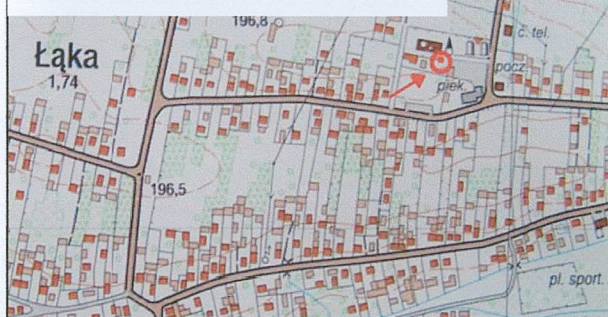 196,8
č. tel.
Łąka
1,74
pocz.
piek.
196,5
pl. sport.